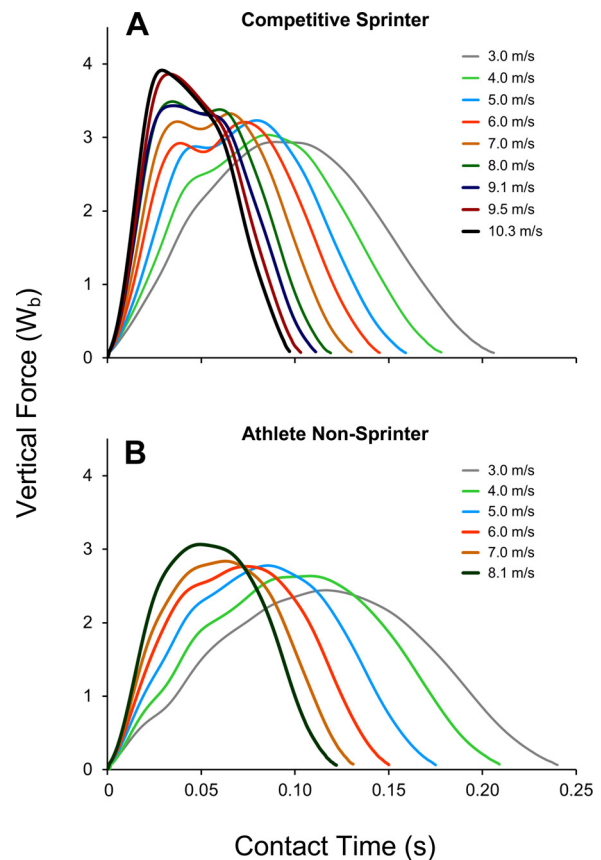 A
Competitive Sprinter
4
3
2
1
0
3.0 m/s
4.0 m/s
5.0 m/s
6.0 m/s
7.0 m/s
8.0 m/s
9.1 m/s
9.5 m/s
10.3 m/s
Vertical Force (Wb)
B
Athlete Non-Sprinter
4
3
2
1
0
3.0 m/s
4.0 m/s
5.0 m/s
6.0 m/s
7.0 m/s
8.1 m/s
0 0.05 0.10 0.15 0.20 0.25
Contact Time (s)